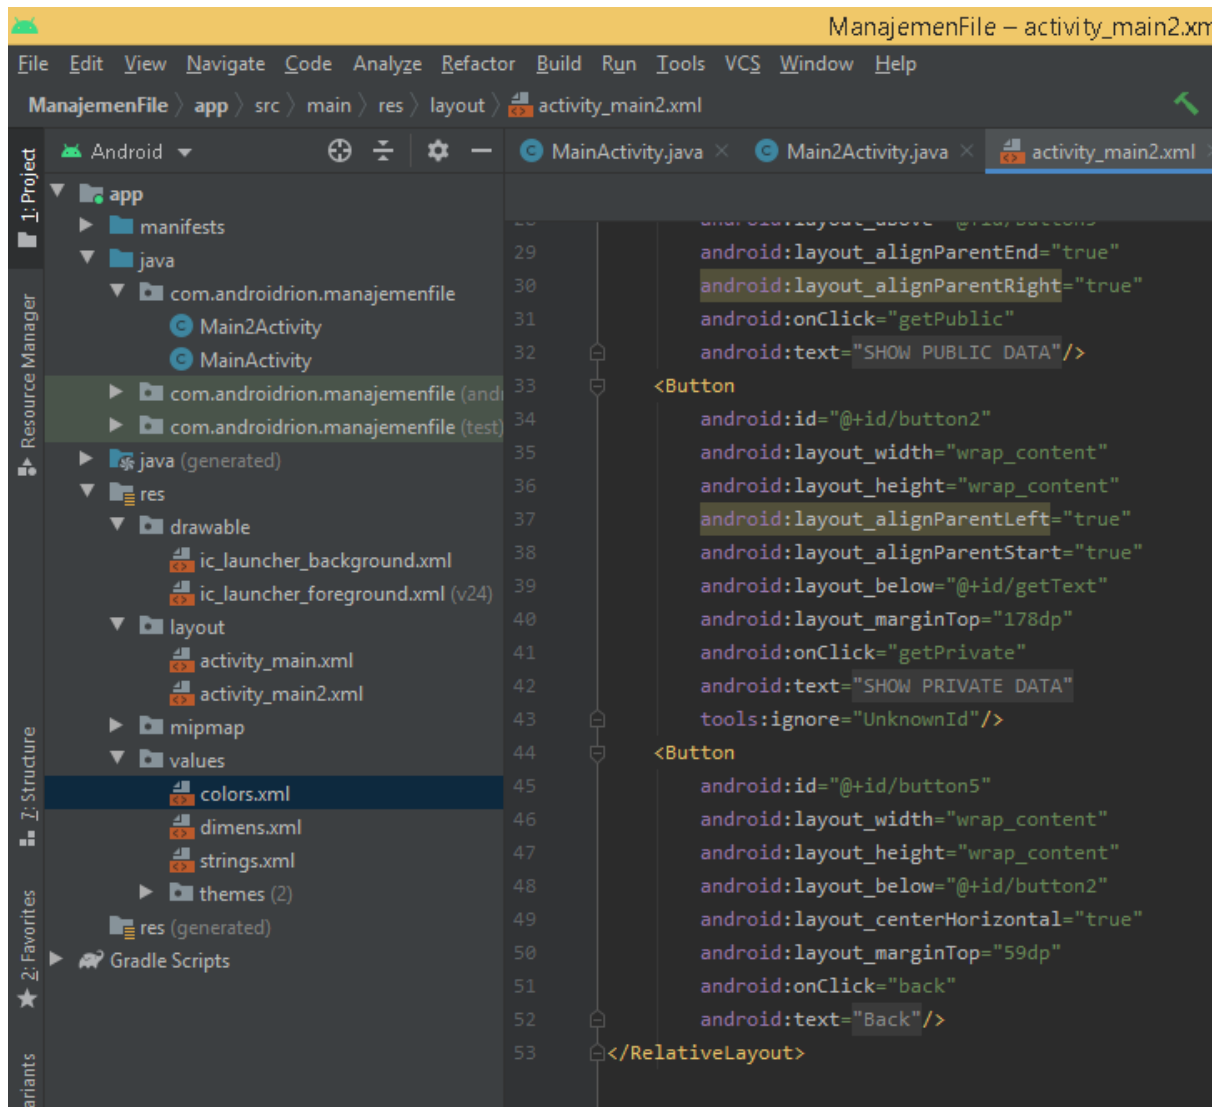 ManajemenFile – activity_main2.xm
File Edit View Navigate Code Analyze Refactor Build Run Tools VCS Window Help
ManajemenFile app src main res layout activity_main2.xml
1: Project
Resource Manager
7: Structure
2: Favorites
ariants
Android
app
manifests
java
com.androidrion.manajemenfile
Main2Activity
MainActivity
com.androidrion.manajemenfile (andr
com.androidrion.manajemenfile (test)
java (generated)
res
drawable
ic_launcher_background.xml
ic_launcher_foreground.xml (v24)
layout
activity_main.xml
activity_main2.xml
mipmap
values
colors.xml
dimens.xml
strings.xml
themes (2)
res (generated)
Gradle Scripts
MainActivity.java Main2Activity.java activity_main2.xml
29 android:layout_alignParentEnd="true"
30 android:layout_alignParentRight="true"
31 android:onClick="getPublic"
32 android:text="SHOW PUBLIC DATA"/>
33 <Button
34 android:id="@+id/button2"
35 android:layout_width="wrap_content"
36 android:layout_height="wrap_content"
37 android:layout_alignParentLeft="true"
38 android:layout_alignParentStart="true"
39 android:layout_below="@+id/getText"
40 android:layout_marginTop="178dp"
41 android:onClick="getPrivate"
42 android:text="SHOW PRIVATE DATA"
43 tools:ignore="UnknownId"/>
44 <Button
45 android:id="@+id/button5"
46 android:layout_width="wrap_content"
47 android:layout_height="wrap_content"
48 android:layout_below="@+id/button2"
49 android:layout_centerHorizontal="true"
50 android:layout_marginTop="59dp"
51 android:onClick="back"
52 android:text="Back"/>
53 </RelativeLayout>